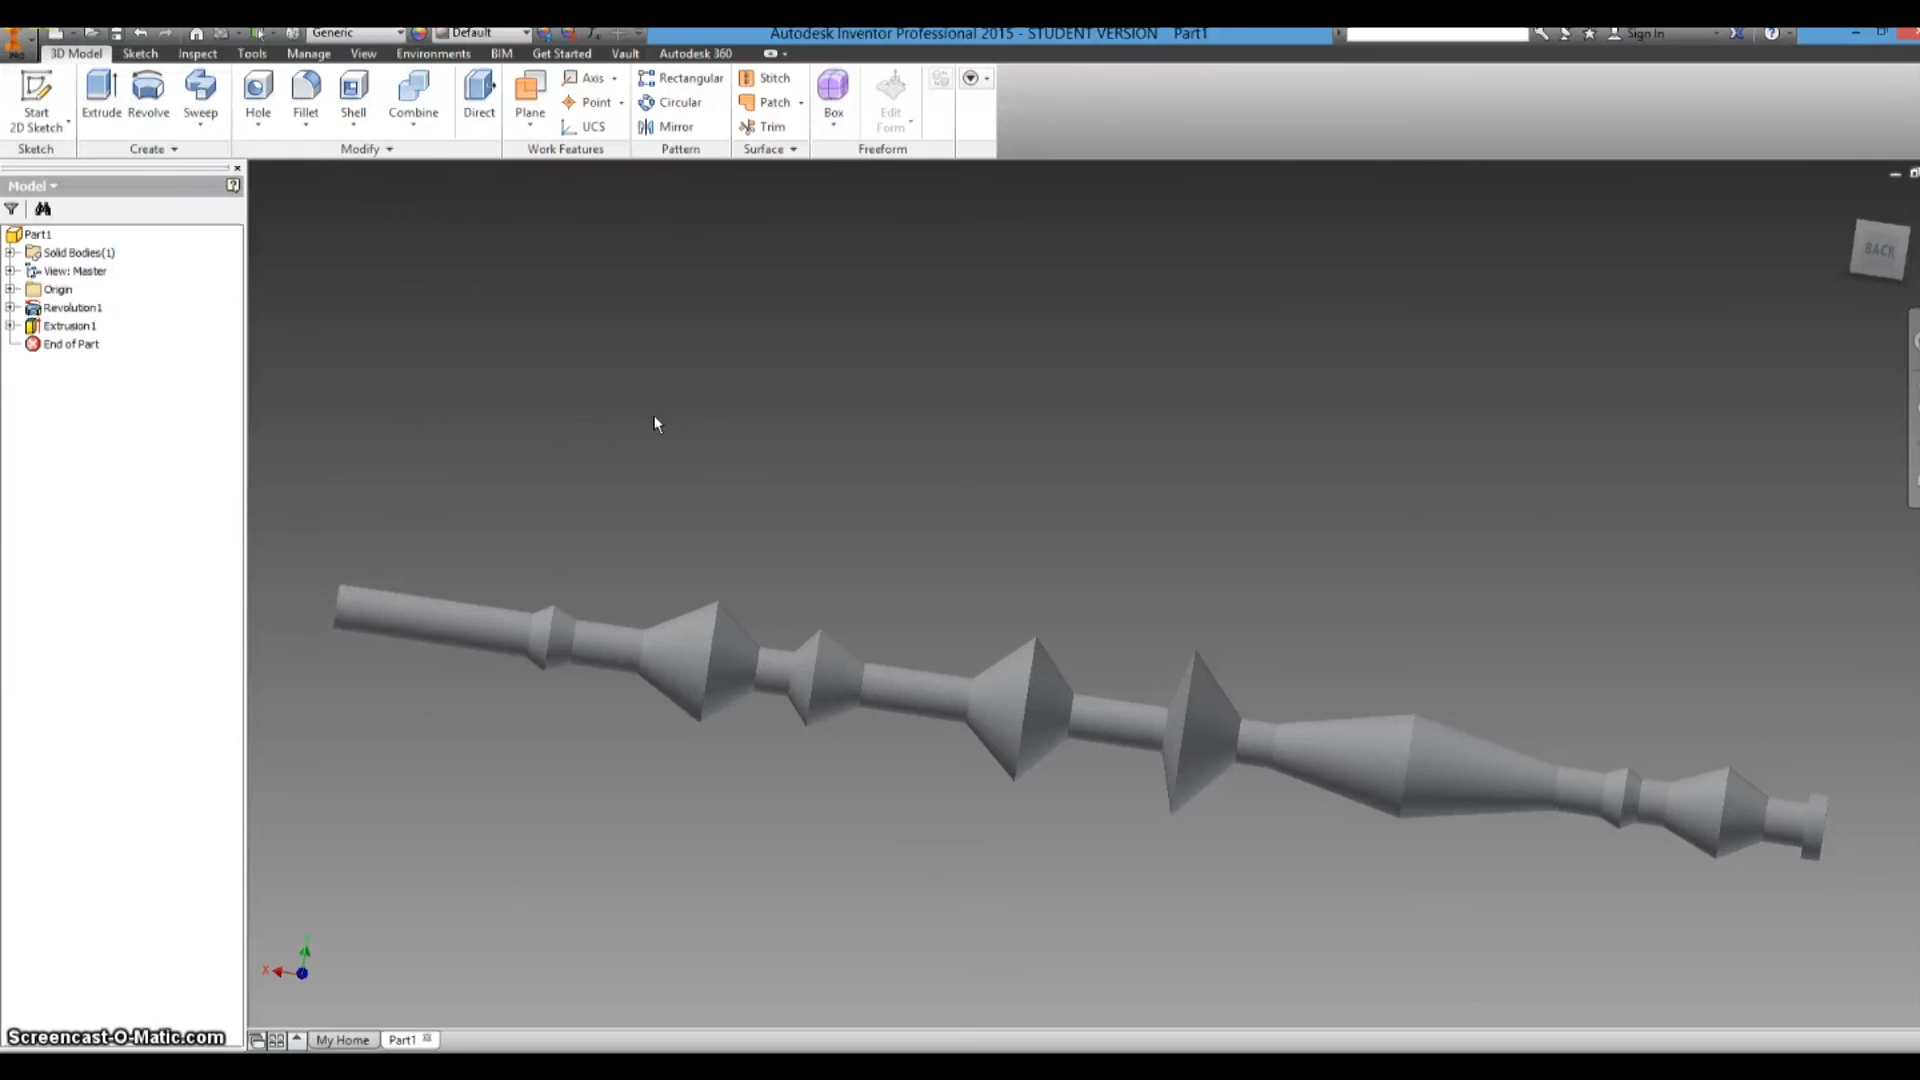 Generic Default Autodesk Inventor Professional 2015 - STUDENT VERSION Part1 Sign In
PRO 3D Model Sketch Inspect Tools Manage View Environments BIM Get Started Vault Autodesk 360
Start
2D Sketch
Extrude Revolve Sweep
Hole Fillet Shell Combine
Direct
Plane
Axis
Point
UCS
Rectangular
Circular
Mirror
Stitch
Patch
Trim
Box
Edit
Form
Sketch Create Modify Work Features Pattern Surface Freeform
Model
Part1
Solid Bodies(1)
View: Master
Origin
Revolution1
Extrusion1
End of Part
BACK
X
Screencast-O-Matic.com
My Home Part1